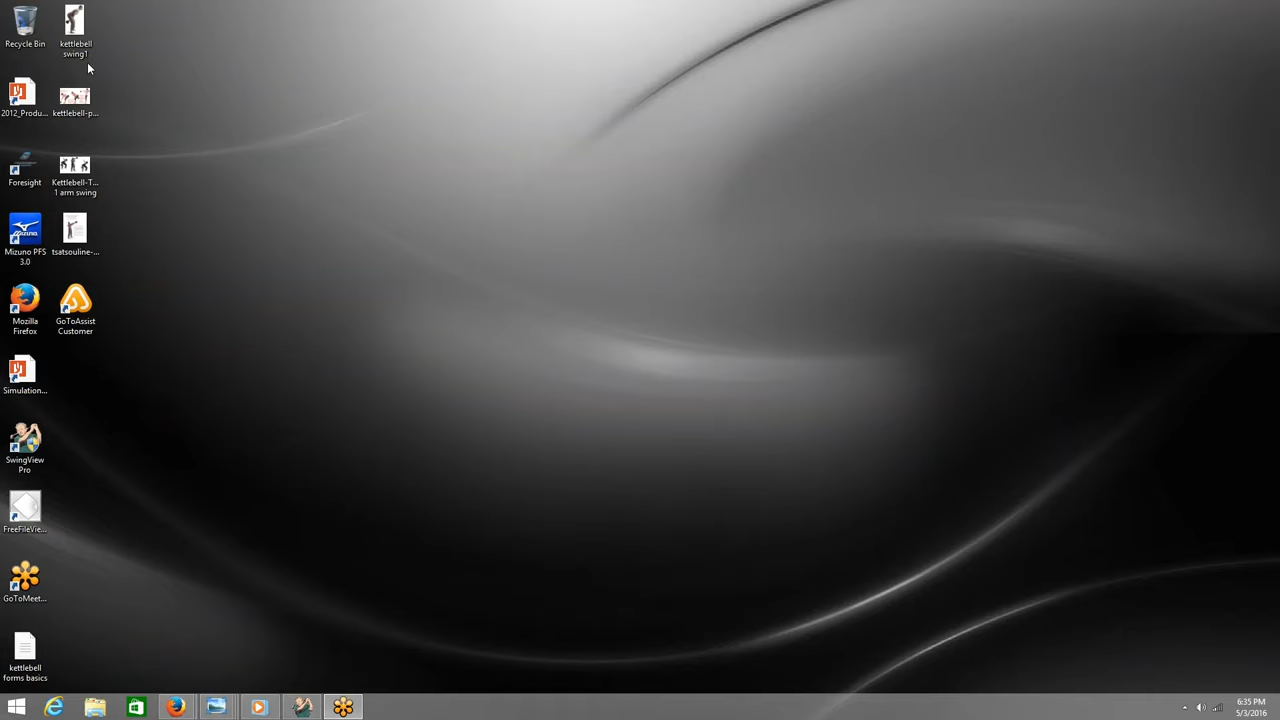 Recycle Bin
kettlebell
swing1
2012_Produ...
kettlebell-p...
Foresight
Kettlebell-T...
1 arm swing
Mizuno PFS
3.0
tsatsouline-...
Mozilla
Firefox
GoToAssist
Customer
Simulation...
SwingView
Pro
FreeFileVie...
GoToMeet...
kettlebell
forms basics
6:35 PM
5/3/2016